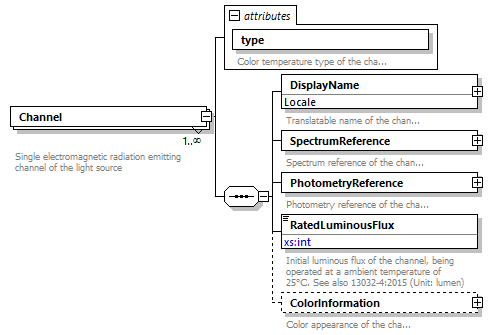 attributes
type
Color temperature type of the cha...
Channel
1..∞
Single electromagnetic radiation emitting
channel of the light source
DisplayName
Locale
Translatable name of the chan...
SpectrumReference
Spectrum reference of the chan...
PhotometryReference
Photometry reference of the cha...
RatedLuminousFlux
xs:int
Initial luminous flux of the channel, being
operated at a ambient temperature of
25°C. See also 13032-4:2015 (Unit: lumen)
ColorInformation
Color appearance of the cha...